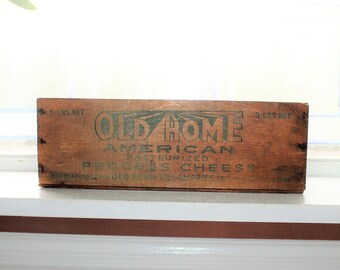 5 LBS. NET 5 LBS. NET
OLD HOME
AMERICAN
PASTEURIZED
PROCESS CHEESE